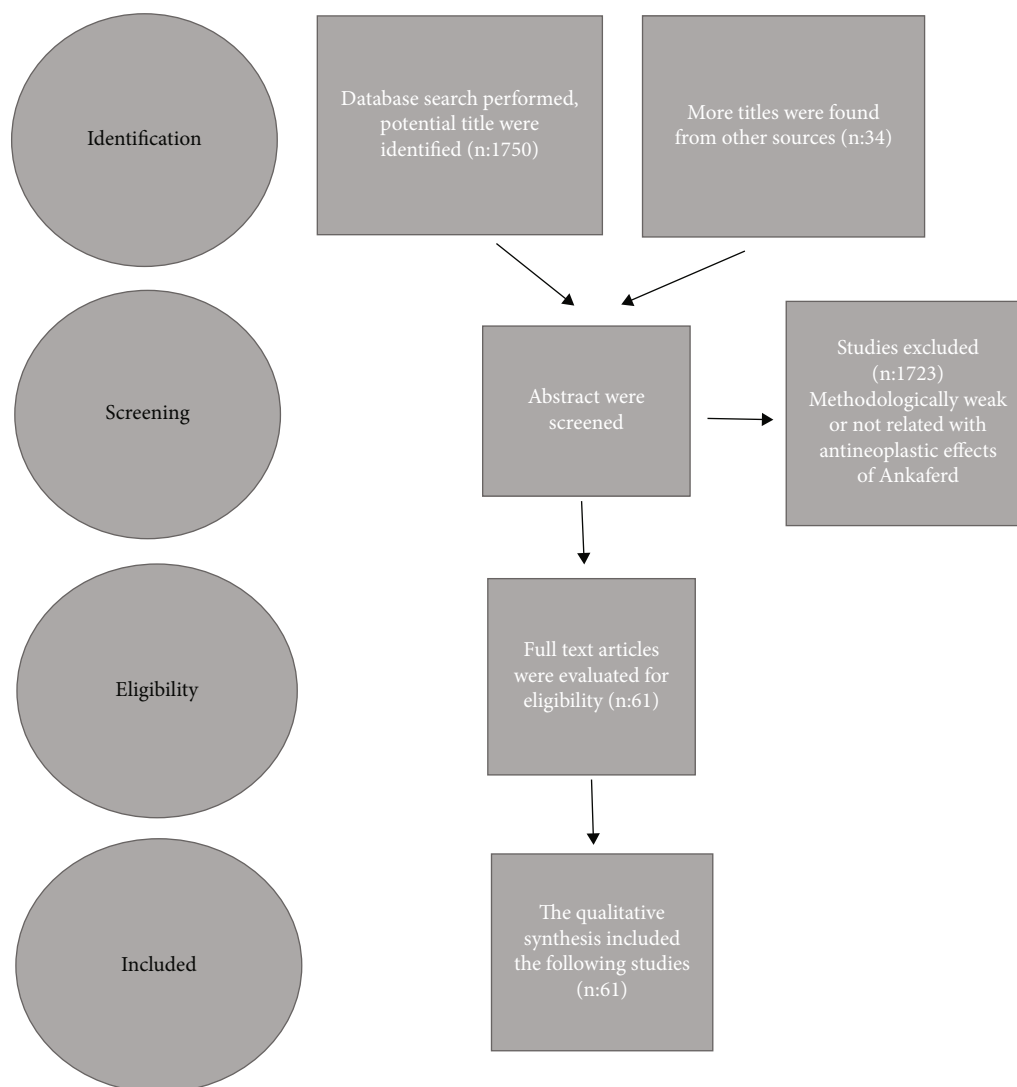 Identification
Database search performed,
potential title were
identified (n:1750)
More titles were found
from other sources (n:34)
Screening
Abstract were
screened
Studies excluded
(n:1723)
Methodologically weak
or not related with
antineoplastic effects
of Ankaferd
Eligibility
Full text articles
were evaluated for
eligibility (n:61)
Included
The qualitative
synthesis included
the following studies
(n:61)